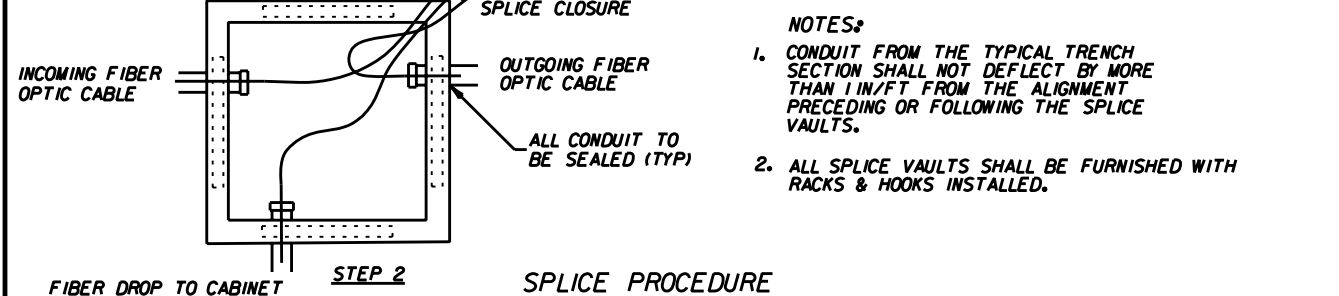 SPLICE CLOSURE
INCOMING FIBER
OPTIC CABLE
OUTGOING FIBER
OPTIC CABLE
ALL CONDUIT TO
BE SEALED (TYP)
FIBER DROP TO CABINET
STEP 2
SPLICE PROCEDURE
NOTES:
1. CONDUIT FROM THE TYPICAL TRENCH
SECTION SHALL NOT DEFLECT BY MORE
THAN 1 IN/FT FROM THE ALIGNMENT
PRECEDING OR FOLLOWING THE SPLICE
VAULTS.
2. ALL SPLICE VAULTS SHALL BE FURNISHED WITH
RACKS & HOOKS INSTALLED.